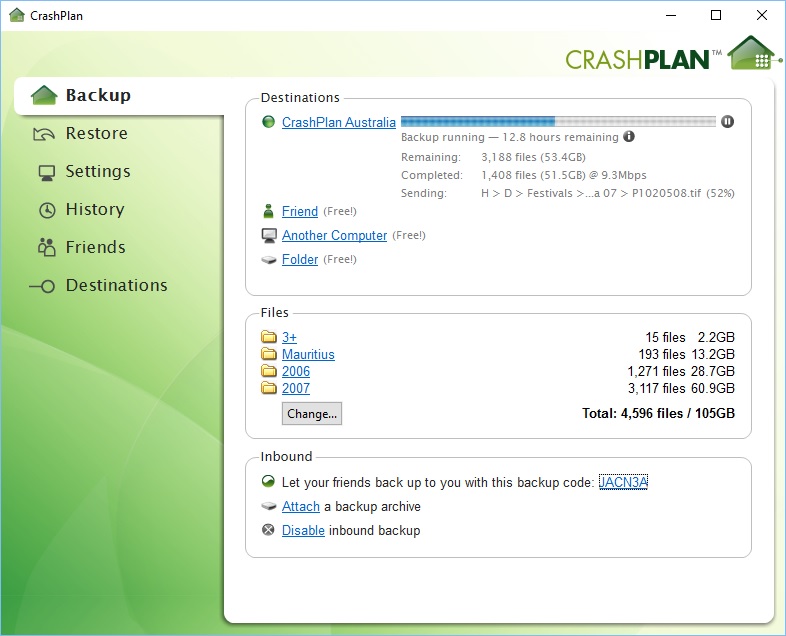 CrashPlan
CRASHPLAN™
Backup
Restore
Settings
History
Friends
Destinations
Destinations
CrashPlan Australia
Backup running — 12.8 hours remaining
Remaining: 3,188 files (53.4GB)
Completed: 1,408 files (51.5GB) @ 9.3Mbps
Sending: H > D > Festivals >...a 07 > P1020508.tif (52%)
Friend (Free!)
Another Computer (Free!)
Folder (Free!)
Files
3+ 15 files 2.2GB
Mauritius 193 files 13.2GB
2006 1,271 files 28.7GB
2007 3,117 files 60.9GB
Change... Total: 4,596 files / 105GB
Inbound
Let your friends back up to you with this backup code: JACN3A
Attach a backup archive
Disable inbound backup